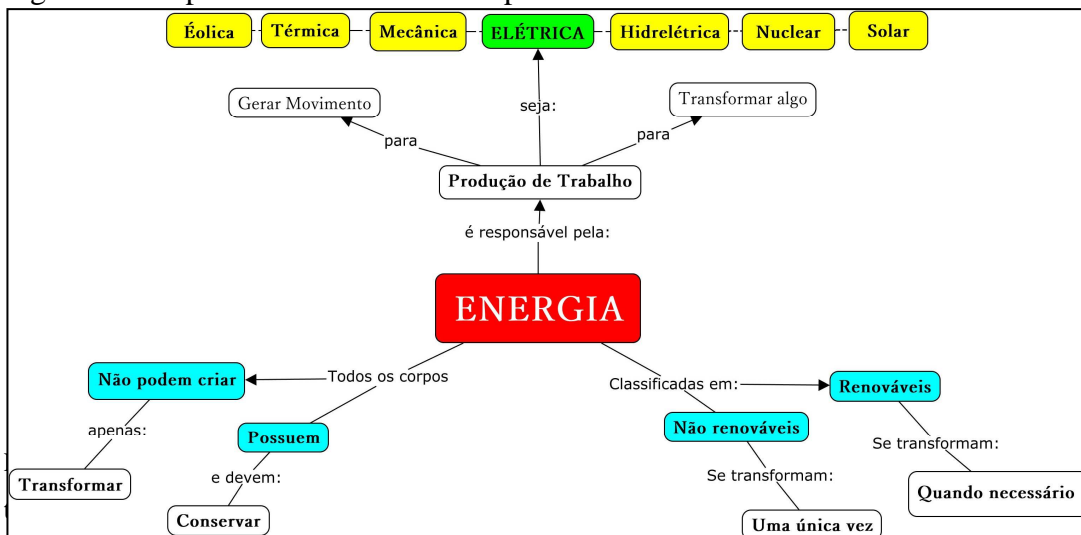 Éolica Térmica Mecânica ELÉTRICA Hidrelétrica Nuclear Solar
Gerar Movimento
seja:
Transformar algo
para
para
Produção de Trabalho
é responsável pela:
ENERGIA
Não podem criar
Todos os corpos
Classificadas em:
Renováveis
apenas:
Possuem
Não renováveis
Se transformam:
Transformar
e devem:
Se transformam:
Quando necessário
Conservar
Uma única vez